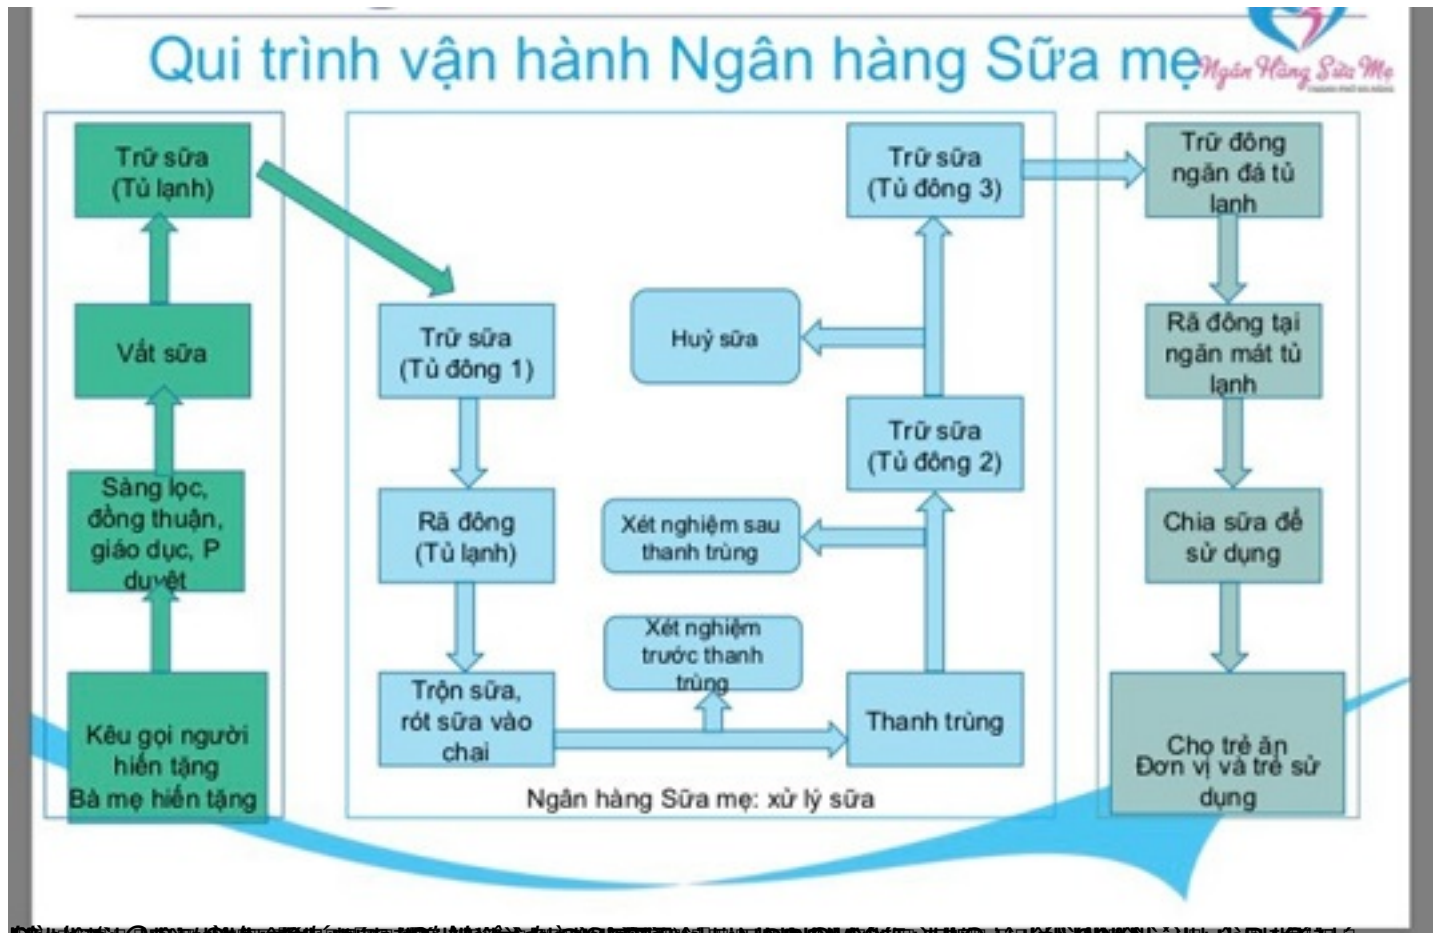 Qui trình vận hành Ngân hàng Sữa mẹ
Ngân Hàng Sữa Mẹ
Trữ sữa
(Tủ lạnh)
Vắt sữa
Sàng lọc,
đồng thuận,
giáo dục, P
duyệt
Kêu gọi người
hiến tặng
Bà mẹ hiến tặng
Trữ sữa
(Tủ đông 1)
Rã đông
(Tủ lạnh)
Trộn sữa,
rót sữa vào
chai
Xét nghiệm
trước thanh
trùng
Thanh trùng
Xét nghiệm sau
thanh trùng
Trữ sữa
(Tủ đông 2)
Huỷ sữa
Trữ sữa
(Tủ đông 3)
Ngân hàng Sữa mẹ: xử lý sữa
Trữ đông
ngăn đá tủ
lạnh
Rã đông tại
ngăn mát tủ
lạnh
Chia sữa để
sử dụng
Cho trẻ ăn
Đơn vị và trẻ sử
dụng